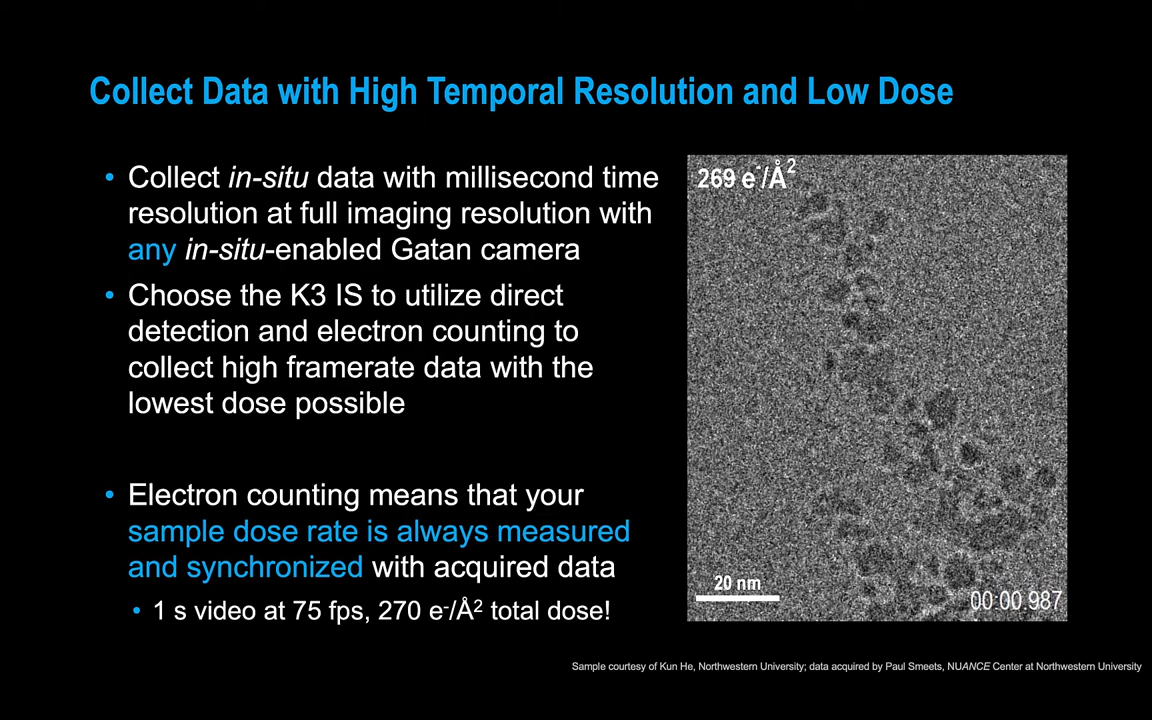 Collect Data with High Temporal Resolution and Low Dose
• Collect in-situ data with millisecond time
resolution at full imaging resolution with
any in-situ-enabled Gatan camera
• Choose the K3 IS to utilize direct
detection and electron counting to
collect high framerate data with the
lowest dose possible
• Electron counting means that your
sample dose rate is always measured
and synchronized with acquired data
• 1 s video at 75 fps, 270 e⁻/Å² total dose!
269 e⁻/Å²
20 nm
00:00.987
Sample courtesy of Kun He, Northwestern University; data acquired by Paul Smeets, NUANCE Center at Northwestern University